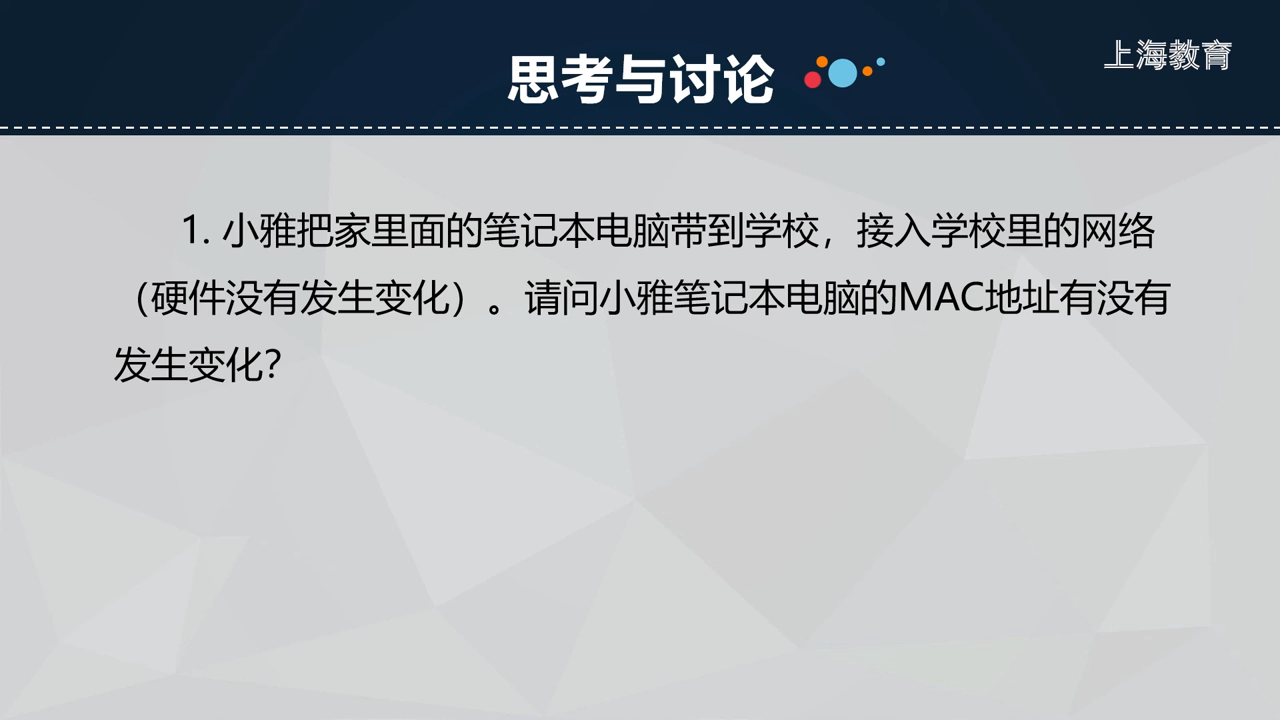 思考与讨论
上海教育
1. 小雅把家里面的笔记本电脑带到学校，接入学校里的网络
（硬件没有发生变化）。请问小雅笔记本电脑的MAC地址有没有
发生变化？